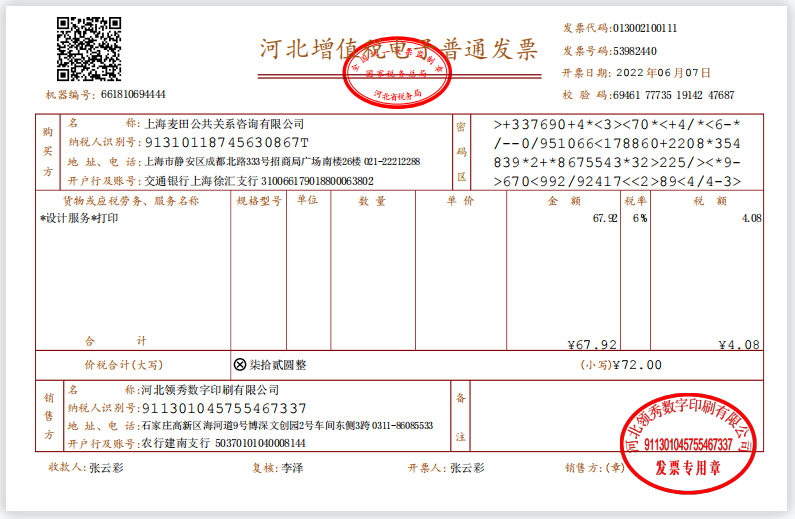 河北增值税电子普通发票
全国统一发票监制章
国家税务总局
河北省税务局
发票代码:013002100111
发票号码:53982440
开票日期: 2022年06月07日
校 验 码:69461 77735 19142 47687
机器编号: 661810694444
购买方
名 称:上海麦田公共关系咨询有限公司
纳税人识别号:91310118745630867T
地 址、电 话:上海市静安区成都北路333号招商局广场南楼26楼 021-22212288
开户行及账号:交通银行上海徐汇支行 310066179018800063802
密码区
>+337690+4*<3><70*<+4/*<6-*
/--0/951066<178860+2208*354
839*2+*8675543*32>225/><*9-
>670<992/92417<<2>89<4/4-3>
货物或应税劳务、服务名称 规格型号 单位 数 量 单 价 金 额 税率 税 额
*设计服务*打印 67.92 6% 4.08
合 计 ¥67.92 ¥4.08
价税合计(大写) ⊗柒拾贰圆整 (小写)¥72.00
销售方
名 称:河北领秀数字印刷有限公司
纳税人识别号:911301045755467337
地 址、电 话:石家庄高新区海河道9号博深文创园2号车间东侧3跨 0311-86085533
开户行及账号:农行建南支行 50370101040008144
备注
收款人: 张云彩 复核: 李泽 开票人: 张云彩 销售方:(章)
河北领秀数字印刷有限公司
911301045755467337
发票专用章